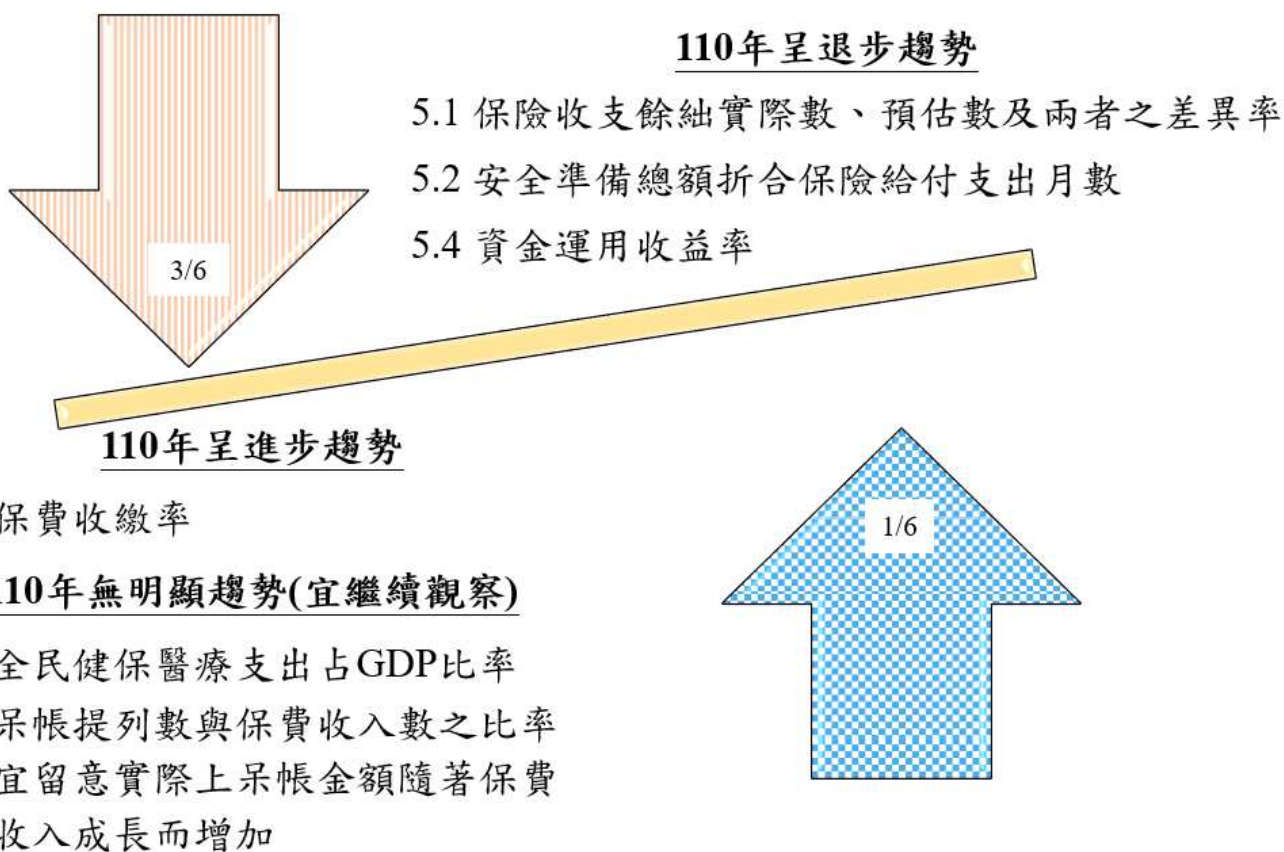 110年呈退步趨勢
5.1 保險收支餘絀實際數、預估數及兩者之差異率
5.2 安全準備總額折合保險給付支出月數
5.4 資金運用收益率
3/6
110年呈進步趨勢
保費收繳率
1/6
10年無明顯趨勢(宜繼續觀察)
全民健保醫療支出占GDP比率
呆帳提列數與保費收入數之比率
宜留意實際上呆帳金額隨著保費
收入成長而增加